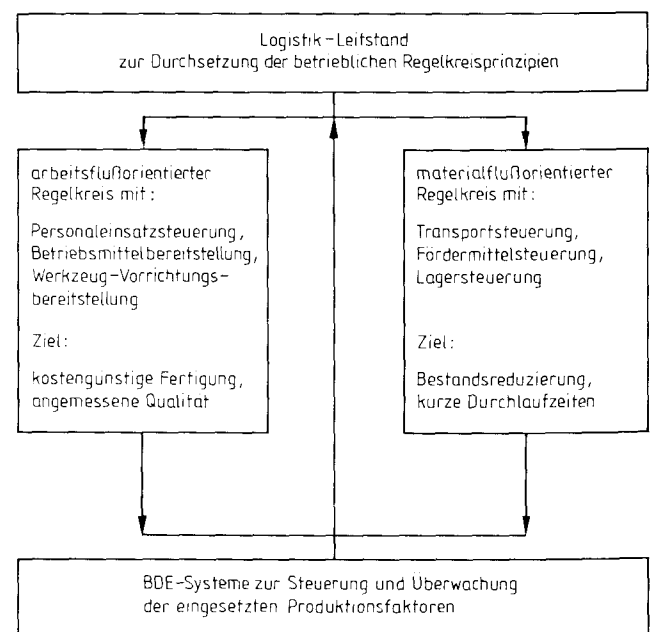 Logistik-Leitstand
zur Durchsetzung der betrieblichen Regelkreisprinzipien
arbeitsflußorientierter
Regelkreis mit:
Personaleinsatzsteuerung,
Betriebsmittelbereitstellung,
Werkzeug-Vorrichtungs-
bereitstellung
Ziel:
kostengünstige Fertigung,
angemessene Qualität
materialflußorientierter
Regelkreis mit:
Transportsteuerung,
Fördermittelsteuerung,
Lagersteuerung
Ziel:
Bestandsreduzierung,
kurze Durchlaufzeiten
BDE-Systeme zur Steuerung und Überwachung
der eingesetzten Produktionsfaktoren